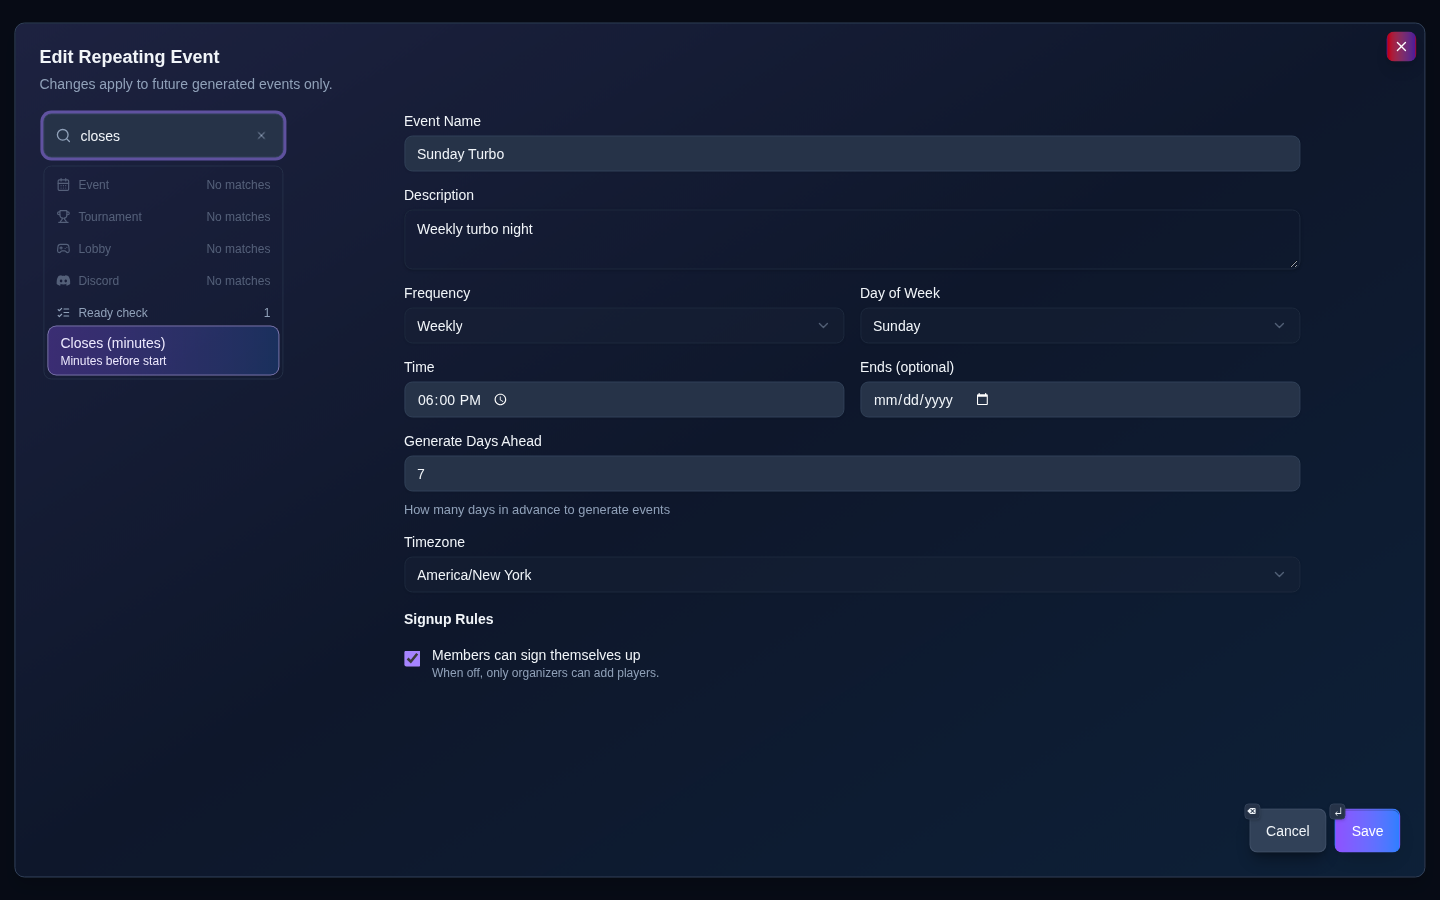 Edit Repeating Event
Changes apply to future generated events only.
closes
Event No matches
Tournament No matches
Lobby No matches
Discord No matches
Ready check 1
Closes (minutes)
Minutes before start
Event Name
Sunday Turbo
Description
Weekly turbo night
Frequency Day of Week
Weekly Sunday
Time Ends (optional)
06:00 PM mm/dd/yyyy
Generate Days Ahead
7
How many days in advance to generate events
Timezone
America/New York
Signup Rules
Members can sign themselves up
When off, only organizers can add players.
Cancel Save